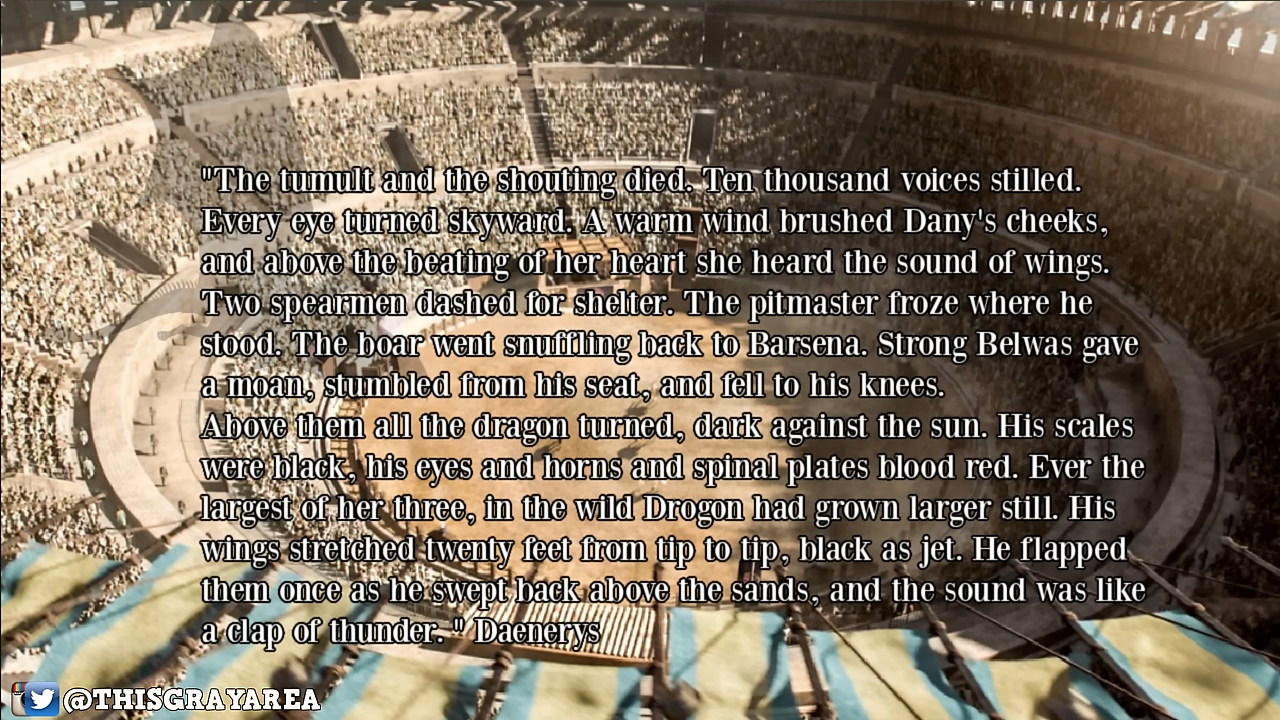 "The tumult and the shouting died. Ten thousand voices stilled.
Every eye turned skyward. A warm wind brushed Dany's cheeks,
and above the beating of her heart she heard the sound of wings.
Two spearmen dashed for shelter. The pitmaster froze where he
stood. The boar went snuffling back to Barsena. Strong Belwas gave
a moan, stumbled from his seat, and fell to his knees.
Above them all the dragon turned, dark against the sun. His scales
were black, his eyes and horns and spinal plates blood red. Ever the
largest of her three, in the wild Drogon had grown larger still. His
wings stretched twenty feet from tip to tip, black as jet. He flapped
them once as he swept back above the sands, and the sound was like
a clap of thunder. " Daenerys
@THISGRAYAREA